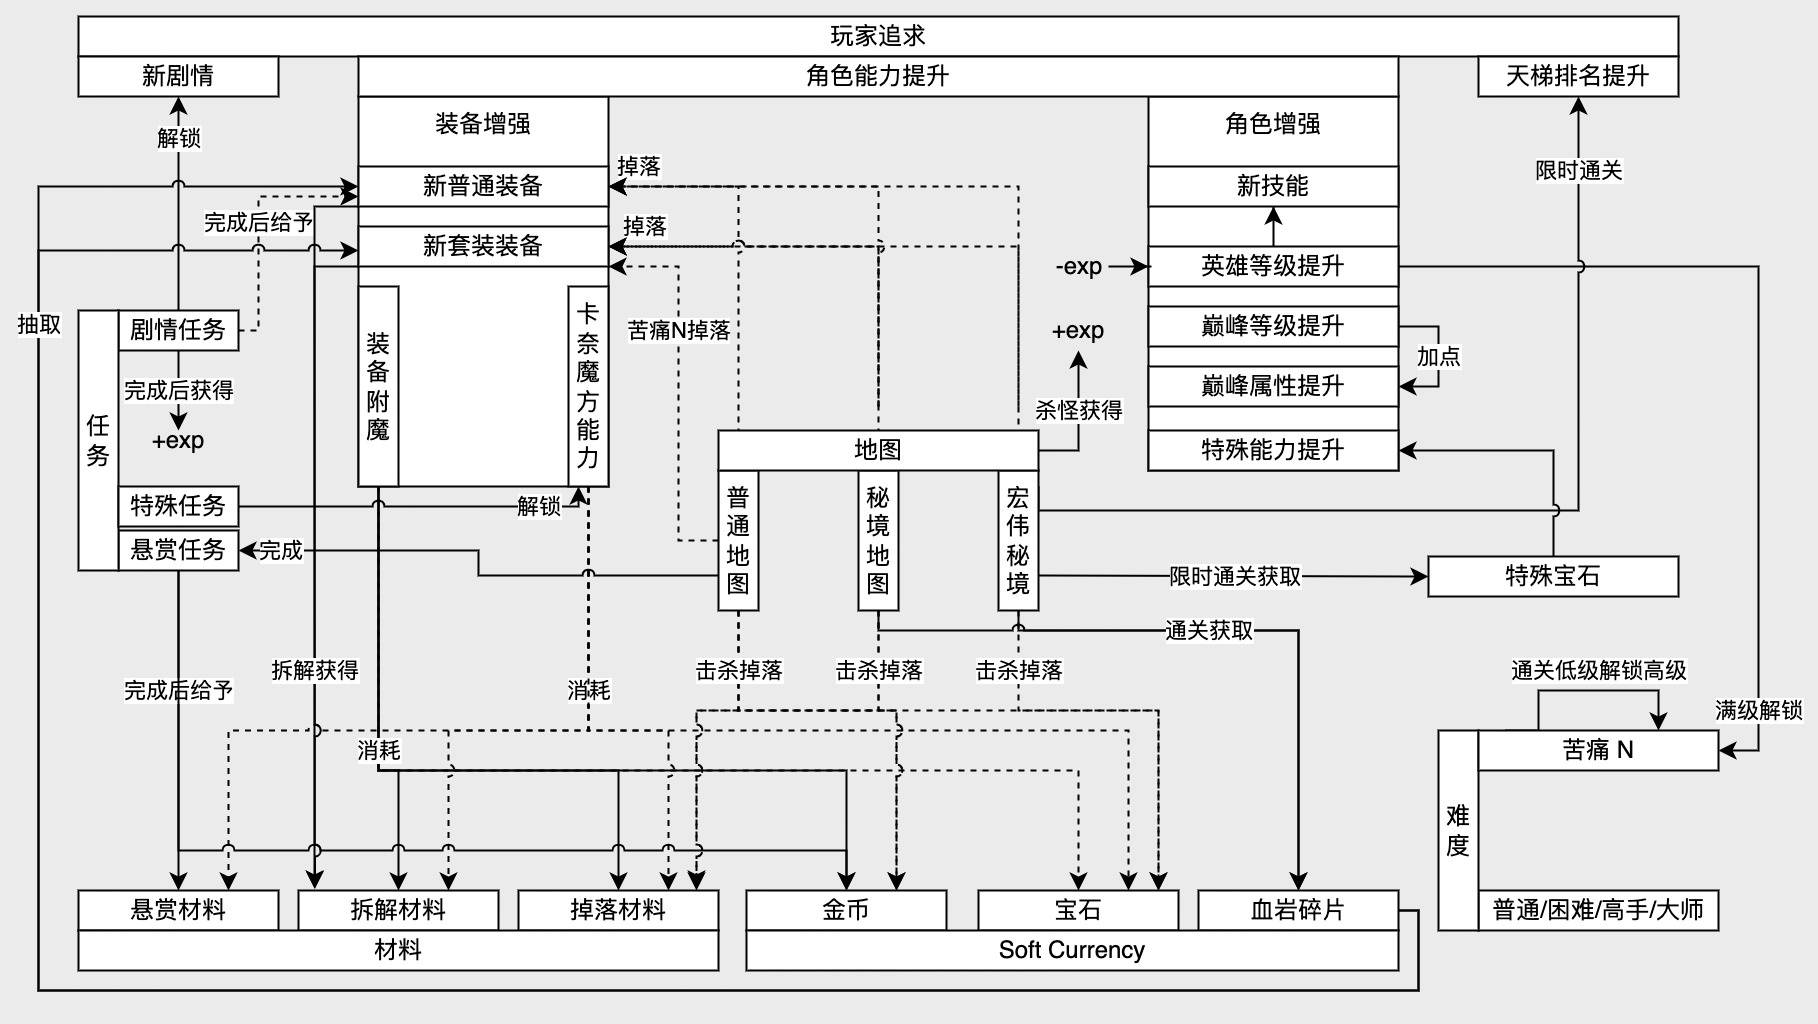 玩家追求
新剧情
角色能力提升
天梯排名提升
装备增强
角色增强
解锁
掉落
限时通关
新普通装备
新技能
完成后给予
掉落
新套装装备
-exp
英雄等级提升
抽取
剧情任务
苦痛N掉落
+exp
巅峰等级提升
加点
装备附魔
卡奈魔方能力
完成后获得
巅峰属性提升
杀怪获得
任务
+exp
地图
特殊能力提升
特殊任务
解锁
普通地图
秘境地图
宏伟秘境
悬赏任务
完成
限时通关获取
特殊宝石
通关获取
拆解获得
击杀掉落
击杀掉落
击杀掉落
通关低级解锁高级
完成后给予
消耗
满级解锁
消耗
苦痛 N
难度
悬赏材料
拆解材料
掉落材料
金币
宝石
血岩碎片
普通/困难/高手/大师
材料
Soft Currency